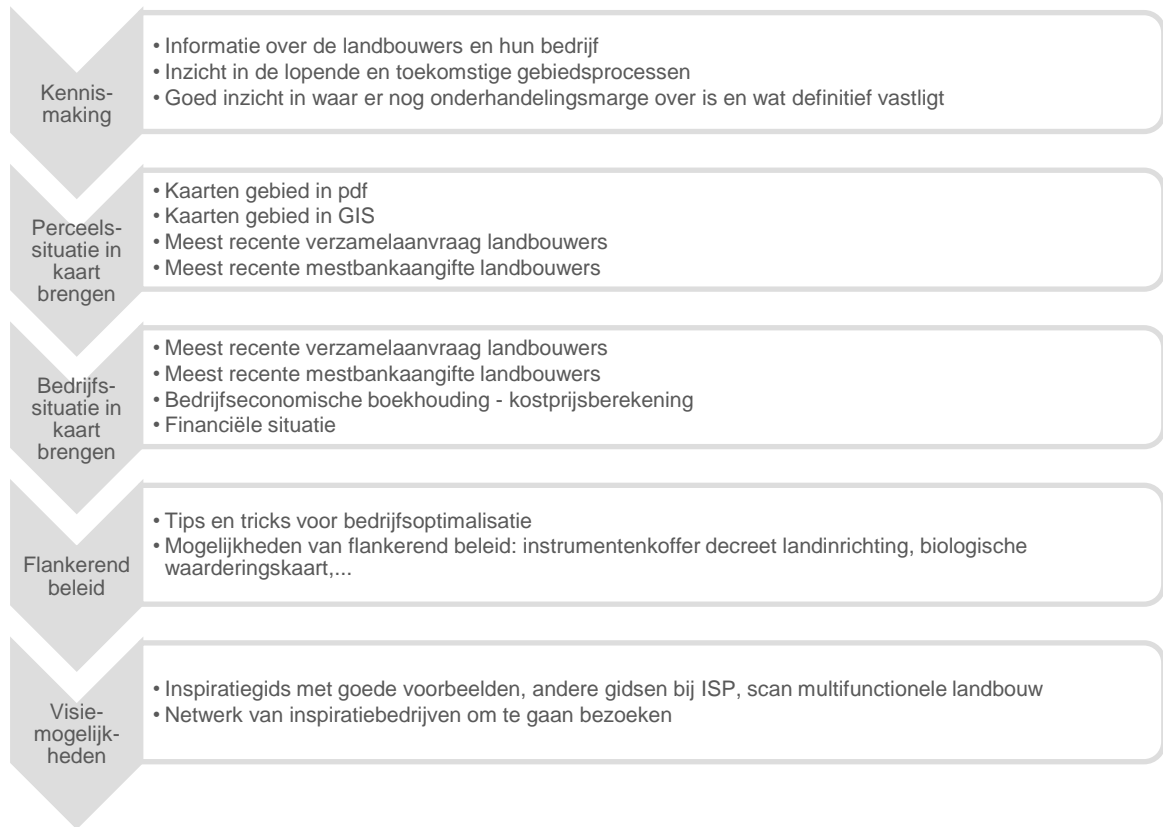 Kennis-
making
• Informatie over de landbouwers en hun bedrijf
• Inzicht in de lopende en toekomstige gebiedsprocessen
• Goed inzicht in waar er nog onderhandelingsmarge over is en wat definitief vastligt
Perceels-
situatie in
kaart
brengen
• Kaarten gebied in pdf
• Kaarten gebied in GIS
• Meest recente verzamelaanvraag landbouwers
• Meest recente mestbankaangifte landbouwers
Bedrijfs-
situatie in
kaart
brengen
• Meest recente verzamelaanvraag landbouwers
• Meest recente mestbankaangifte landbouwers
• Bedrijfseconomische boekhouding - kostprijsberekening
• Financiële situatie
Flankerend
beleid
• Tips en tricks voor bedrijfsoptimalisatie
• Mogelijkheden van flankerend beleid: instrumentenkoffer decreet landinrichting, biologische
waarderingskaart,...
Visie-
mogelijk-
heden
• Inspiratiegids met goede voorbeelden, andere gidsen bij ISP, scan multifunctionele landbouw
• Netwerk van inspiratiebedrijven om te gaan bezoeken